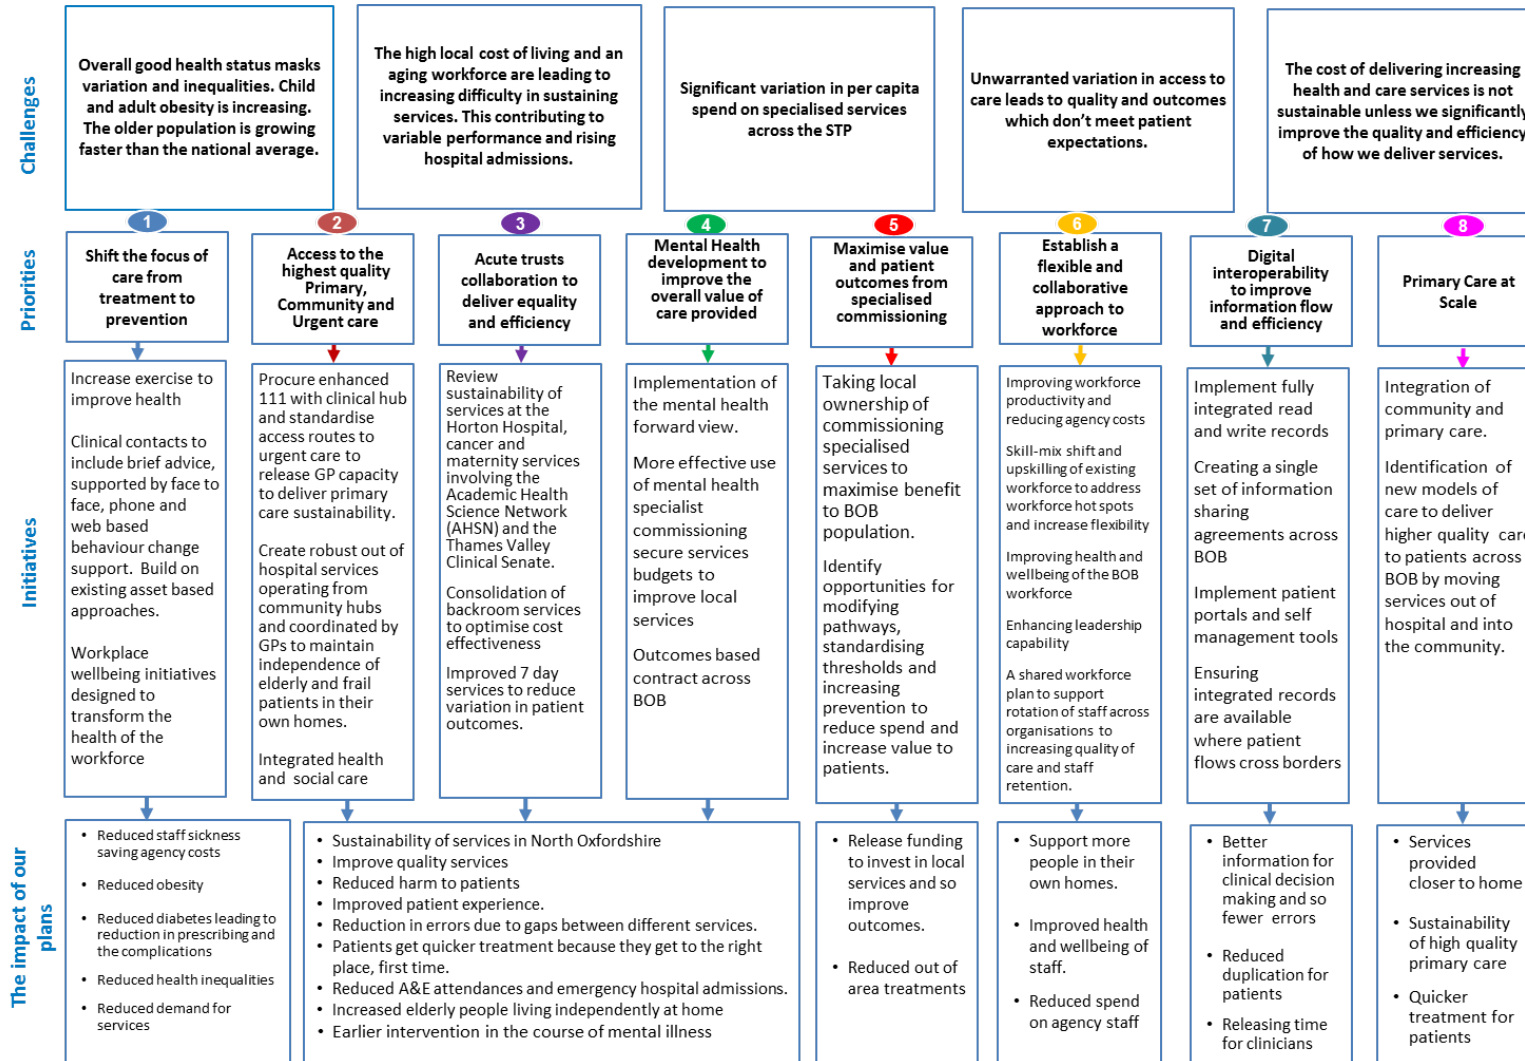 Challenges
Overall good health status masks
variation and inequalities. Child
and adult obesity is increasing.
The older population is growing
faster than the national average.
The high local cost of living and an
aging workforce are leading to
increasing difficulty in sustaining
services. This contributing to
variable performance and rising
hospital admissions.
Significant variation in per capita
spend on specialised services
across the STP
Unwarranted variation in access to
care leads to quality and outcomes
which don't meet patient
expectations.
The cost of delivering increasing
health and care services is not
sustainable unless we significantly
improve the quality and efficiency
of how we deliver services.
Priorities
1
Shift the focus of
care from
treatment to
prevention
2
Access to the
highest quality
Primary,
Community and
Urgent care
3
Acute trusts
collaboration to
deliver equality
and efficiency
4
Mental Health
development to
improve the
overall value of
care provided
5
Maximise value
and patient
outcomes from
specialised
commissioning
6
Establish a
flexible and
collaborative
approach to
workforce
7
Digital
interoperability
to improve
information flow
and efficiency
8
Primary Care at
Scale
Initiatives
Increase exercise to
improve health
Clinical contacts to
include brief advice,
supported by face to
face, phone and
web based
behaviour change
support. Build on
existing asset based
approaches.
Workplace
wellbeing initiatives
designed to
transform the
health of the
workforce
Procure enhanced
111 with clinical hub
and standardise
access routes to
urgent care to
release GP capacity
to deliver primary
care sustainability.
Create robust out of
hospital services
operating from
community hubs
and coordinated by
GPs to maintain
independence of
elderly and frail
patients in their
own homes.
Integrated health
and social care
Review
sustainability of
services at the
Horton Hospital,
cancer and
maternity services
involving the
Academic Health
Science Network
(AHSN) and the
Thames Valley
Clinical Senate.
Consolidation of
backroom services
to optimise cost
effectiveness
Improved 7 day
services to reduce
variation in patient
outcomes.
Implementation of
the mental health
forward view.
More effective use
of mental health
specialist
commissioning
secure services
budgets to
improve local
services
Outcomes based
contract across
BOB
Taking local
ownership of
commissioning
specialised
services to
maximise benefit
to BOB
population.
Identify
opportunities for
modifying
pathways,
standardising
thresholds and
increasing
prevention to
reduce spend and
increase value to
patients.
Improving workforce
productivity and
reducing agency costs
Skill-mix shift and
upskilling of existing
workforce to address
workforce hot spots
and increase flexibility
Improving health and
wellbeing of the BOB
workforce
Enhancing leadership
capability
A shared workforce
plan to support
rotation of staff across
organisations to
increasing quality of
care and staff
retention.
Implement fully
integrated read
and write records
Creating a single
set of information
sharing
agreements across
BOB
Implement patient
portals and self
management tools
Ensuring
integrated records
are available
where patient
flows cross borders
Integration of
community and
primary care.
Identification of
new models of
care to deliver
higher quality care
to patients across
BOB by moving
services out of
hospital and into
the community.
The impact of our
plans
• Reduced staff sickness
saving agency costs
• Reduced obesity
• Reduced diabetes leading to
reduction in prescribing and
the complications
• Reduced health inequalities
• Reduced demand for
services
• Sustainability of services in North Oxfordshire
• Improve quality services
• Reduced harm to patients
• Improved patient experience.
• Reduction in errors due to gaps between different services.
• Patients get quicker treatment because they get to the right
place, first time.
• Reduced A&E attendances and emergency hospital admissions.
• Increased elderly people living independently at home
• Earlier intervention in the course of mental illness
• Release funding
to invest in local
services and so
improve
outcomes.
• Reduced out of
area treatments
• Support more
people in their
own homes.
• Improved health
and wellbeing of
staff.
• Reduced spend
on agency staff
• Better
information for
clinical decision
making and so
fewer errors
• Reduced
duplication for
patients
• Releasing time
for clinicians
• Services
provided
closer to home
• Sustainability
of high quality
primary care
• Quicker
treatment for
patients